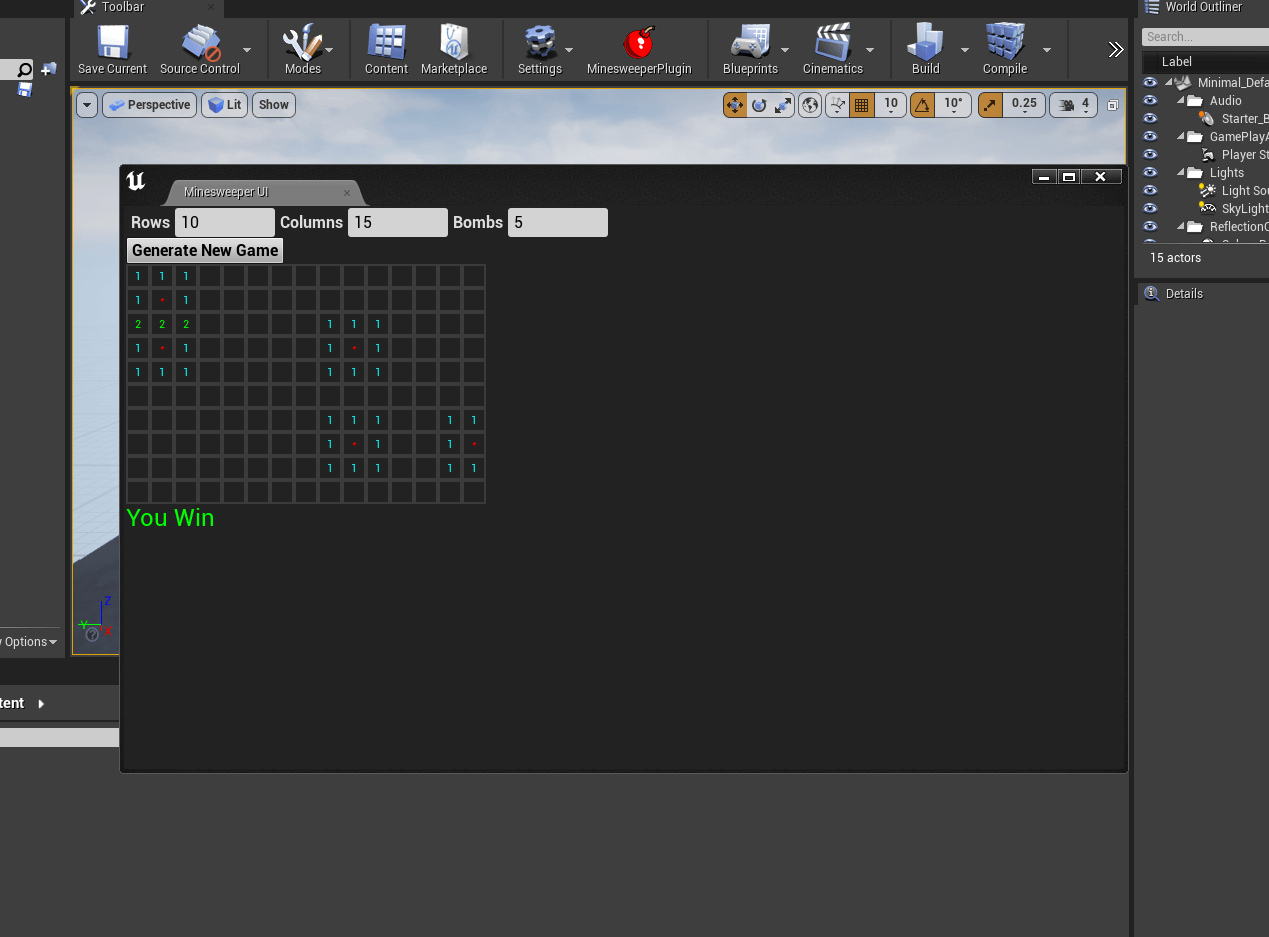 Toolbar
World Outliner
Search...
Save Current
Source Control
Modes
Content
Marketplace
Settings
MinesweeperPlugin
Blueprints
Cinematics
Build
Compile
Label
Minimal_Defa
Audio
Starter_B
GamePlayA
Player St
Lights
Light Sou
SkyLight
ReflectionC
15 actors
Details
Perspective
Lit
Show
10
10°
0.25
4
Minesweeper UI
Rows 10 Columns 15 Bombs 5
Generate New Game
1 1 1
1 1
2 2 2 1 1 1
1 1 1 1
1 1 1 1 1 1
1 1 1 1 1
1 1 1
1 1 1 1 1
You Win
Z
Y
X
Options
tent